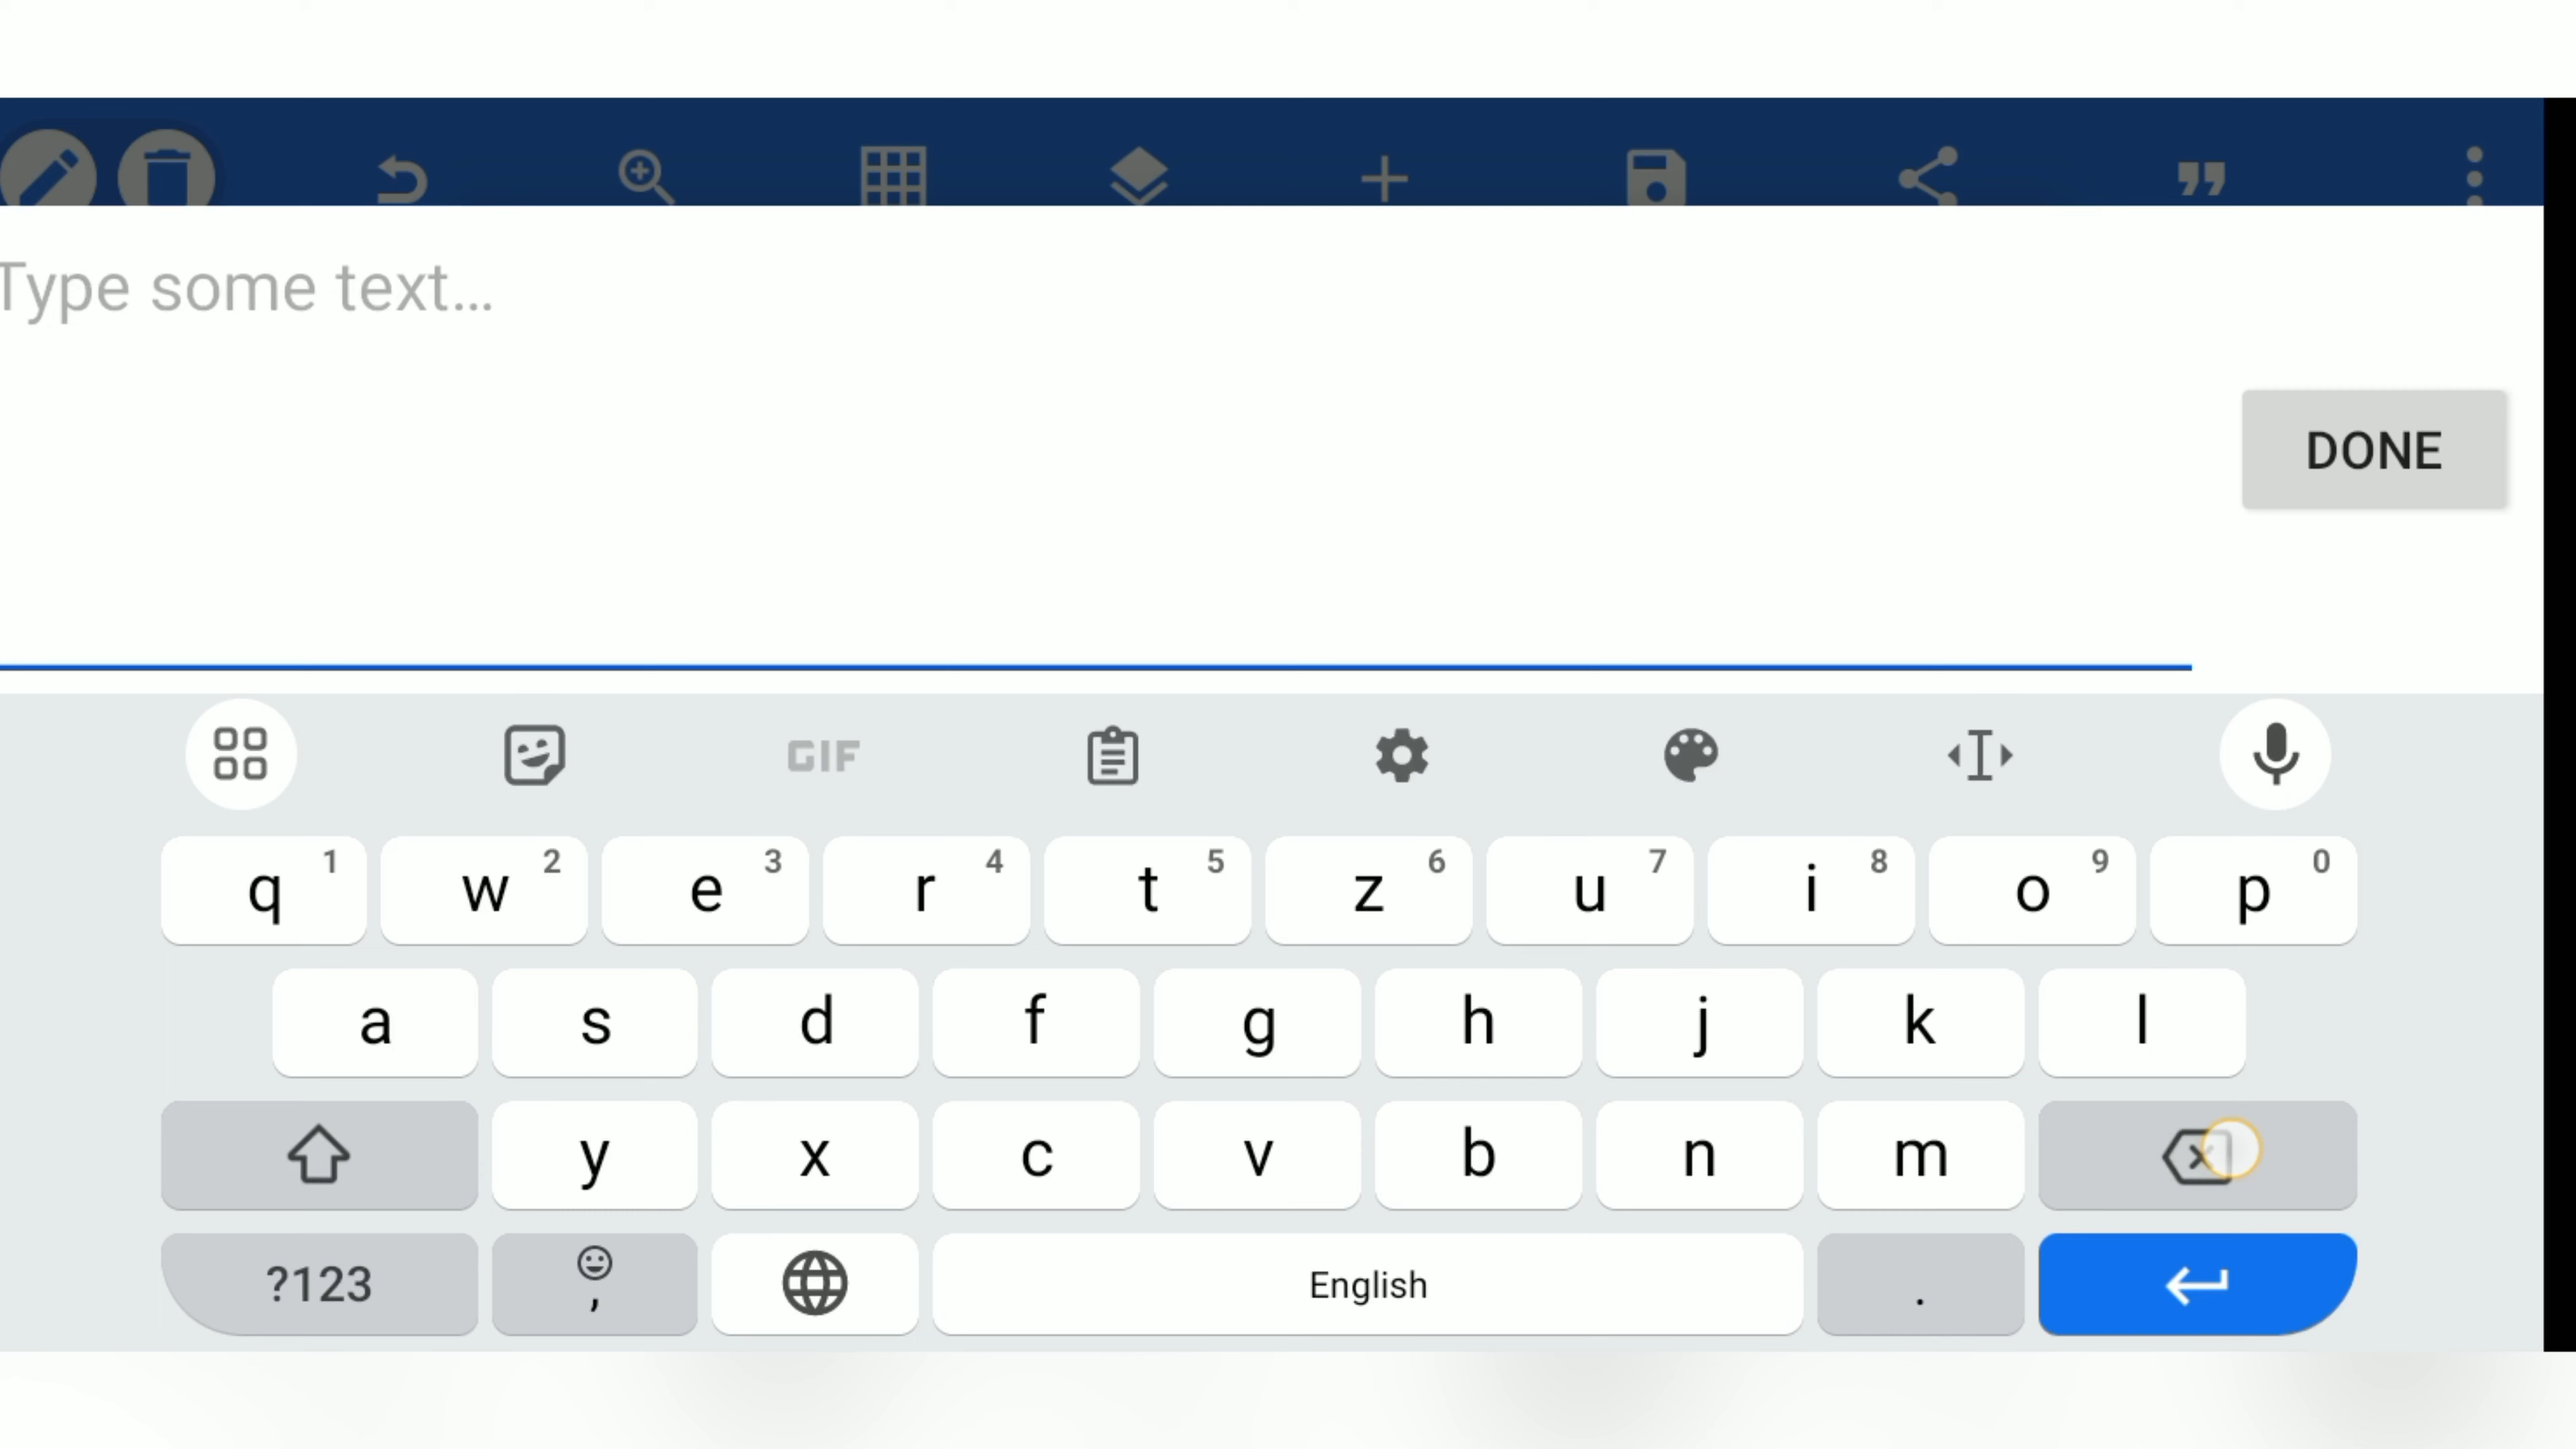 Type some text...
DONE
GIF
q 1 w 2 e 3 r 4 t 5 z 6 u 7 i 8 o 9 p 0
a s d f g h j k l
y x c v b n m
?123 , English .